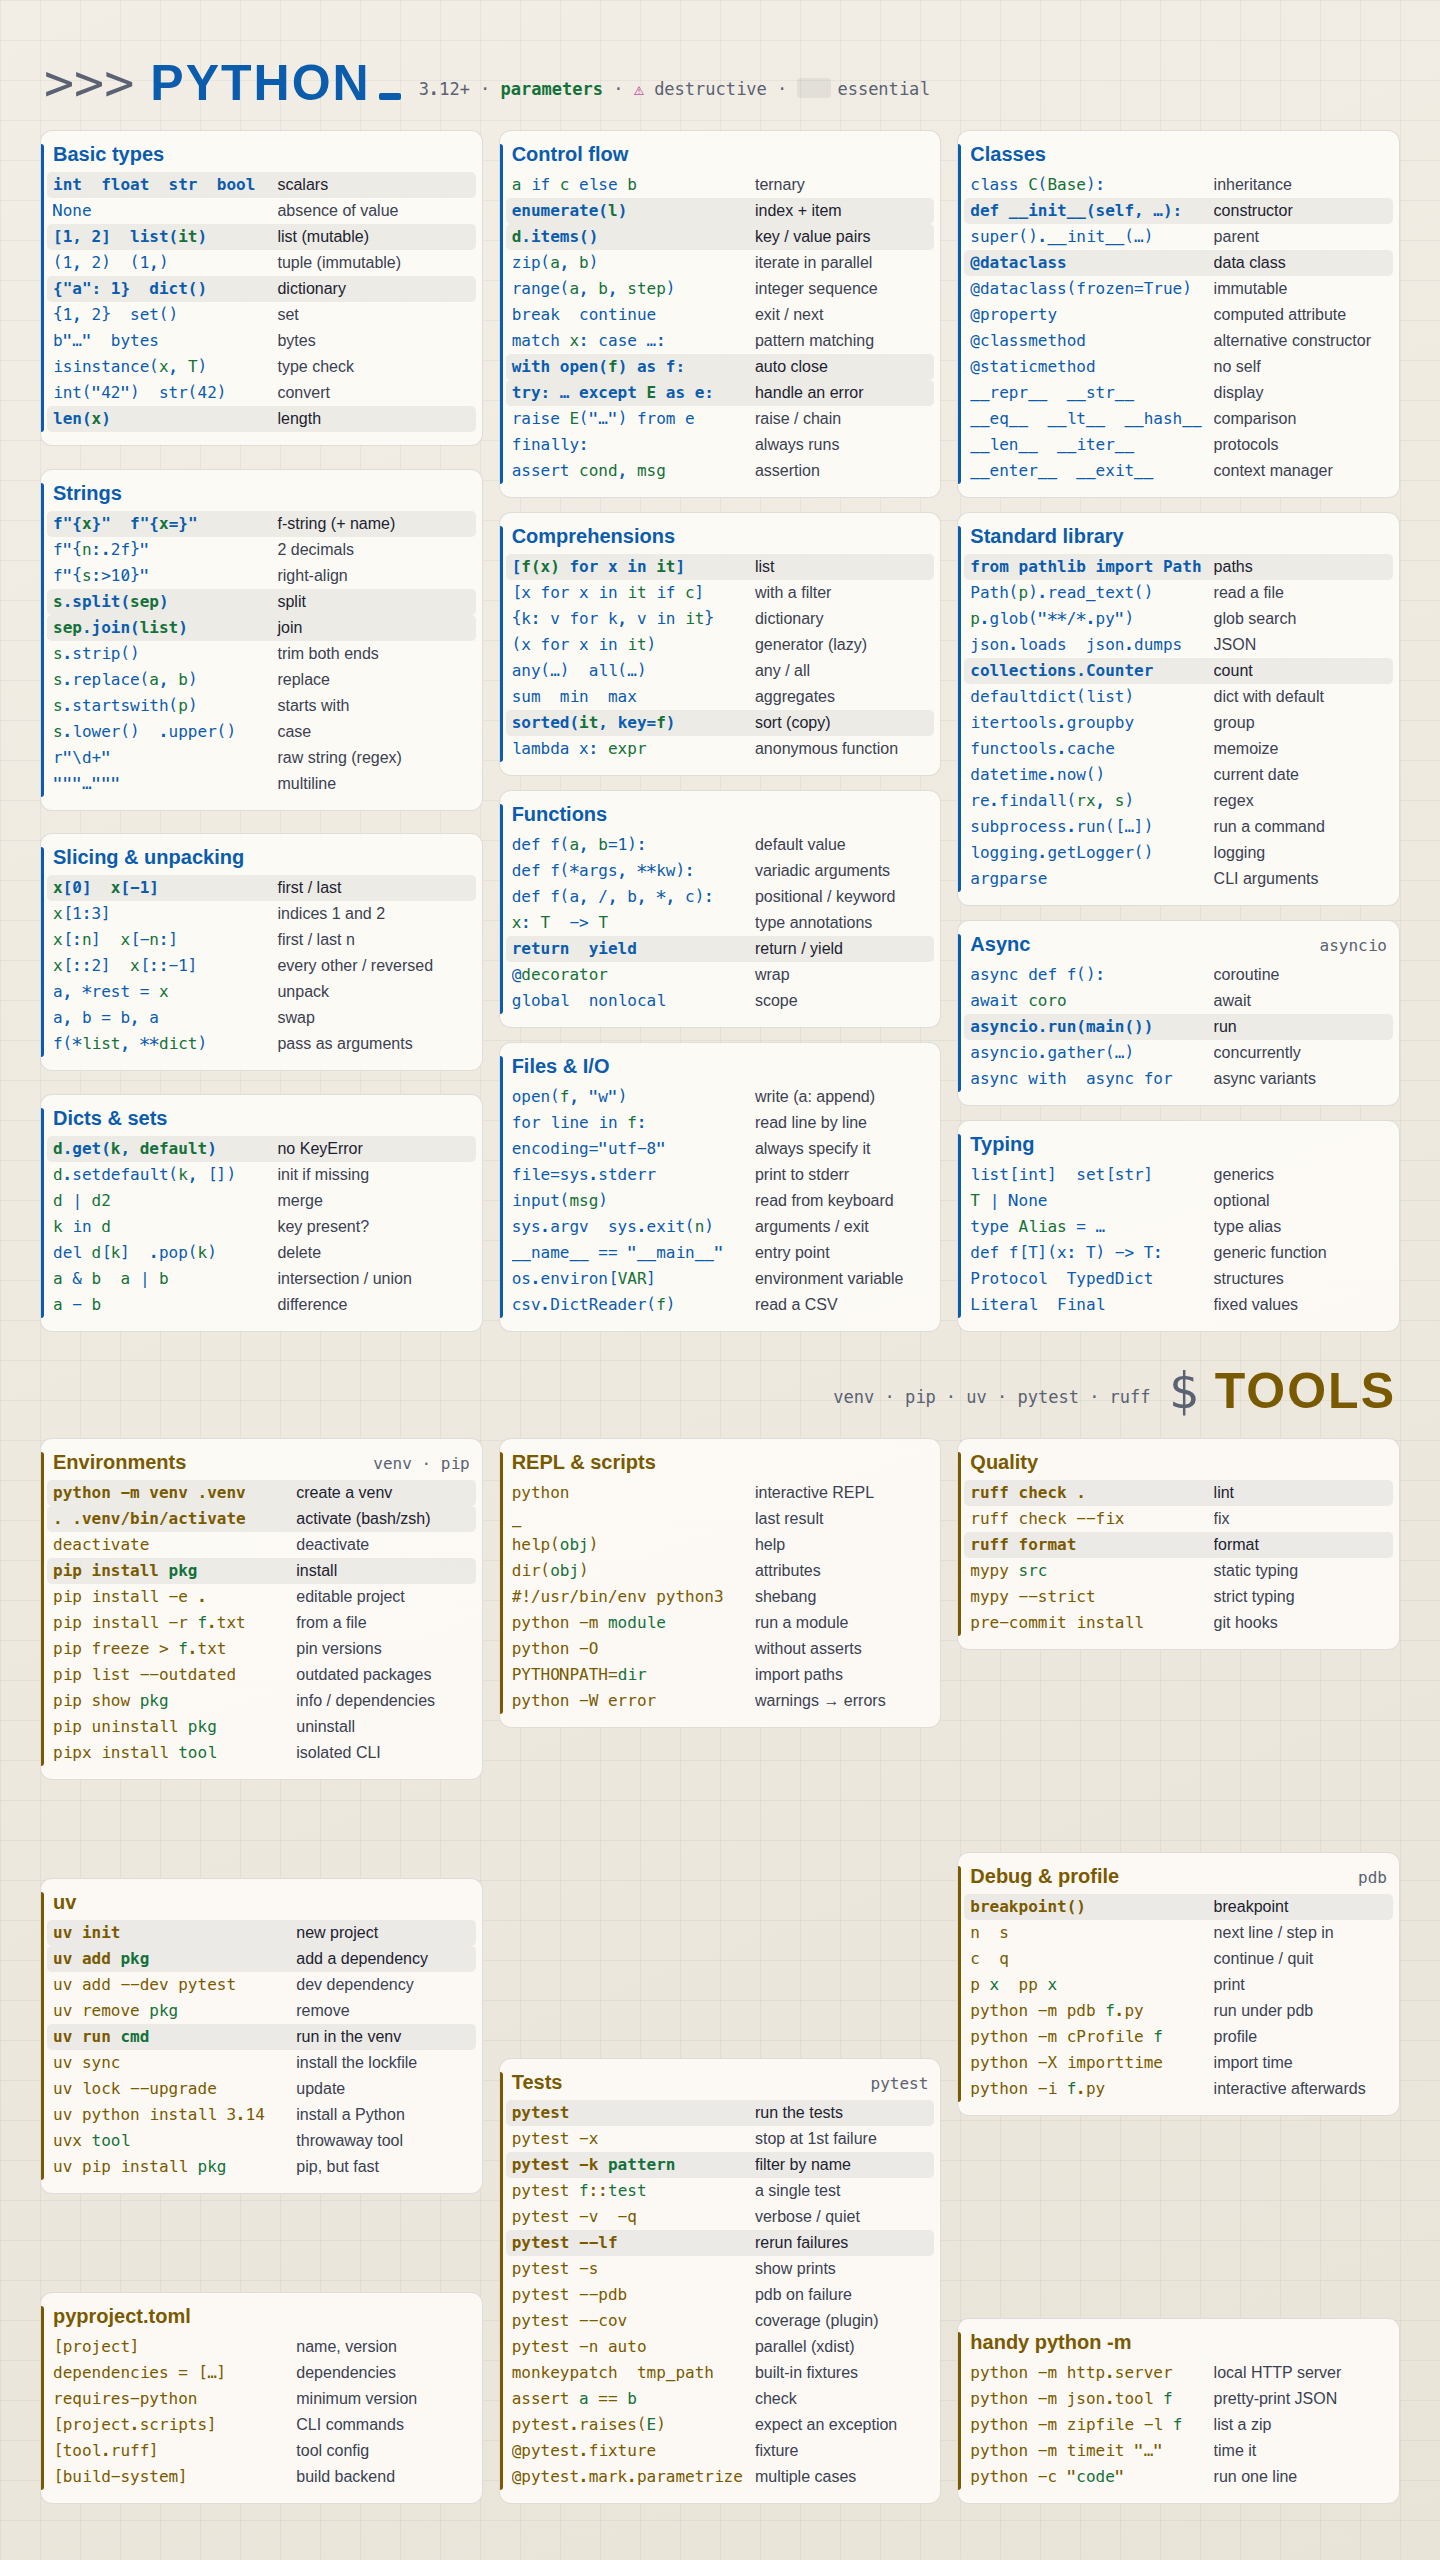 >>> PYTHON_ 3.12+ · parameters · ⚠ destructive · essential
Basic types
int float str bool scalars
None absence of value
[1, 2] list(it) list (mutable)
(1, 2) (1,) tuple (immutable)
{"a": 1} dict() dictionary
{1, 2} set() set
b"…" bytes bytes
isinstance(x, T) type check
int("42") str(42) convert
len(x) length
Strings
f"{x}" f"{x=}" f-string (+ name)
f"{n:.2f}" 2 decimals
f"{s:>10}" right-align
s.split(sep) split
sep.join(list) join
s.strip() trim both ends
s.replace(a, b) replace
s.startswith(p) starts with
s.lower() .upper() case
r"\d+" raw string (regex)
"""…""" multiline
Slicing & unpacking
x[0] x[−1] first / last
x[1:3] indices 1 and 2
x[:n] x[−n:] first / last n
x[::2] x[::−1] every other / reversed
a, *rest = x unpack
a, b = b, a swap
f(*list, **dict) pass as arguments
Dicts & sets
d.get(k, default) no KeyError
d.setdefault(k, []) init if missing
d | d2 merge
k in d key present?
del d[k] .pop(k) delete
a & b a | b intersection / union
a − b difference
Control flow
a if c else b ternary
enumerate(l) index + item
d.items() key / value pairs
zip(a, b) iterate in parallel
range(a, b, step) integer sequence
break continue exit / next
match x: case …: pattern matching
with open(f) as f: auto close
try: … except E as e: handle an error
raise E("…") from e raise / chain
finally: always runs
assert cond, msg assertion
Comprehensions
[f(x) for x in it] list
[x for x in it if c] with a filter
{k: v for k, v in it} dictionary
(x for x in it) generator (lazy)
any(…) all(…) any / all
sum min max aggregates
sorted(it, key=f) sort (copy)
lambda x: expr anonymous function
Functions
def f(a, b=1): default value
def f(*args, **kw): variadic arguments
def f(a, /, b, *, c): positional / keyword
x: T −> T type annotations
return yield return / yield
@decorator wrap
global nonlocal scope
Files & I/O
open(f, "w") write (a: append)
for line in f: read line by line
encoding="utf−8" always specify it
file=sys.stderr print to stderr
input(msg) read from keyboard
sys.argv sys.exit(n) arguments / exit
__name__ == "__main__" entry point
os.environ[VAR] environment variable
csv.DictReader(f) read a CSV
Classes
class C(Base): inheritance
def __init__(self, …): constructor
super().__init__(…) parent
@dataclass data class
@dataclass(frozen=True) immutable
@property computed attribute
@classmethod alternative constructor
@staticmethod no self
__repr__ __str__ display
__eq__ __lt__ __hash__ comparison
__len__ __iter__ protocols
__enter__ __exit__ context manager
Standard library
from pathlib import Path paths
Path(p).read_text() read a file
p.glob("**/*.py") glob search
json.loads json.dumps JSON
collections.Counter count
defaultdict(list) dict with default
itertools.groupby group
functools.cache memoize
datetime.now() current date
re.findall(rx, s) regex
subprocess.run([…]) run a command
logging.getLogger() logging
argparse CLI arguments
Async asyncio
async def f(): coroutine
await coro await
asyncio.run(main()) run
asyncio.gather(…) concurrently
async with async for async variants
Typing
list[int] set[str] generics
T | None optional
type Alias = … type alias
def f[T](x: T) −> T: generic function
Protocol TypedDict structures
Literal Final fixed values
venv · pip · uv · pytest · ruff $ TOOLS
Environments venv · pip
python −m venv .venv create a venv
. .venv/bin/activate activate (bash/zsh)
deactivate deactivate
pip install pkg install
pip install −e . editable project
pip install −r f.txt from a file
pip freeze > f.txt pin versions
pip list −−outdated outdated packages
pip show pkg info / dependencies
pip uninstall pkg uninstall
pipx install tool isolated CLI
uv
uv init new project
uv add pkg add a dependency
uv add −−dev pytest dev dependency
uv remove pkg remove
uv run cmd run in the venv
uv sync install the lockfile
uv lock −−upgrade update
uv python install 3.14 install a Python
uvx tool throwaway tool
uv pip install pkg pip, but fast
pyproject.toml
[project] name, version
dependencies = […] dependencies
requires−python minimum version
[project.scripts] CLI commands
[tool.ruff] tool config
[build−system] build backend
REPL & scripts
python interactive REPL
_ last result
help(obj) help
dir(obj) attributes
#!/usr/bin/env python3 shebang
python −m module run a module
python −O without asserts
PYTHONPATH=dir import paths
python −W error warnings → errors
Tests pytest
pytest run the tests
pytest −x stop at 1st failure
pytest −k pattern filter by name
pytest f::test a single test
pytest −v −q verbose / quiet
pytest −−lf rerun failures
pytest −s show prints
pytest −−pdb pdb on failure
pytest −−cov coverage (plugin)
pytest −n auto parallel (xdist)
monkeypatch tmp_path built-in fixtures
assert a == b check
pytest.raises(E) expect an exception
@pytest.fixture fixture
@pytest.mark.parametrize multiple cases
Quality
ruff check . lint
ruff check −−fix fix
ruff format format
mypy src static typing
mypy −−strict strict typing
pre−commit install git hooks
Debug & profile pdb
breakpoint() breakpoint
n s next line / step in
c q continue / quit
p x pp x print
python −m pdb f.py run under pdb
python −m cProfile f profile
python −X importtime import time
python −i f.py interactive afterwards
handy python -m
python −m http.server local HTTP server
python −m json.tool f pretty-print JSON
python −m zipfile −l f list a zip
python −m timeit "…" time it
python −c "code" run one line